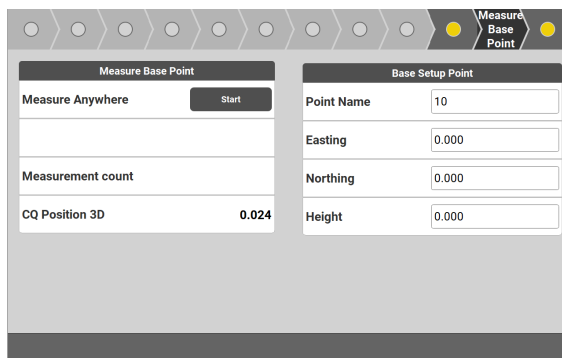 Measure
Base
Point
Measure Base Point
Measure Anywhere
Start
Measurement count
CQ Position 3D
0.024
Base Setup Point
Point Name
10
Easting
0.000
Northing
0.000
Height
0.000